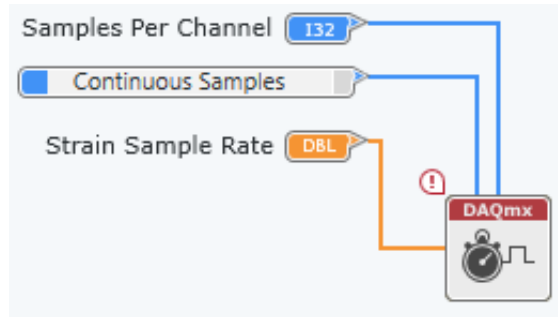 Samples Per Channel I32
Continuous Samples
Strain Sample Rate DBL
!
DAQmx